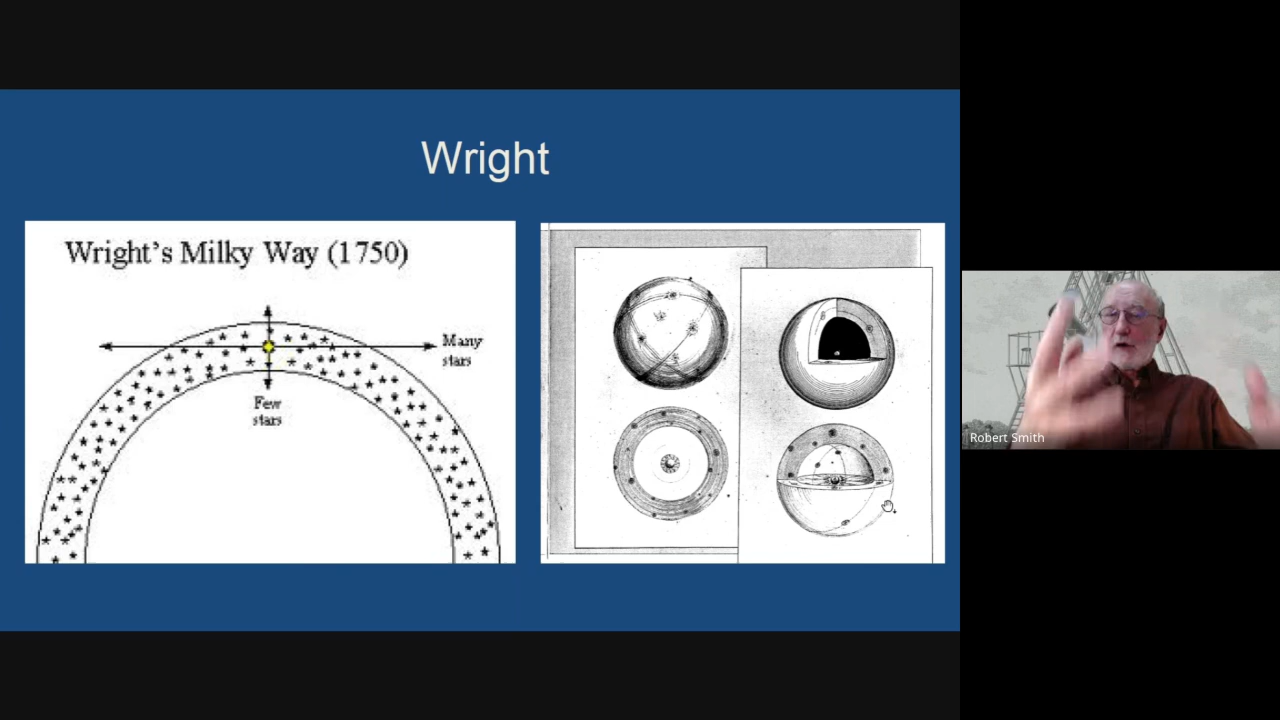 Wright
Wright's Milky Way (1750)
Many
stars
Few
stars
Robert Smith